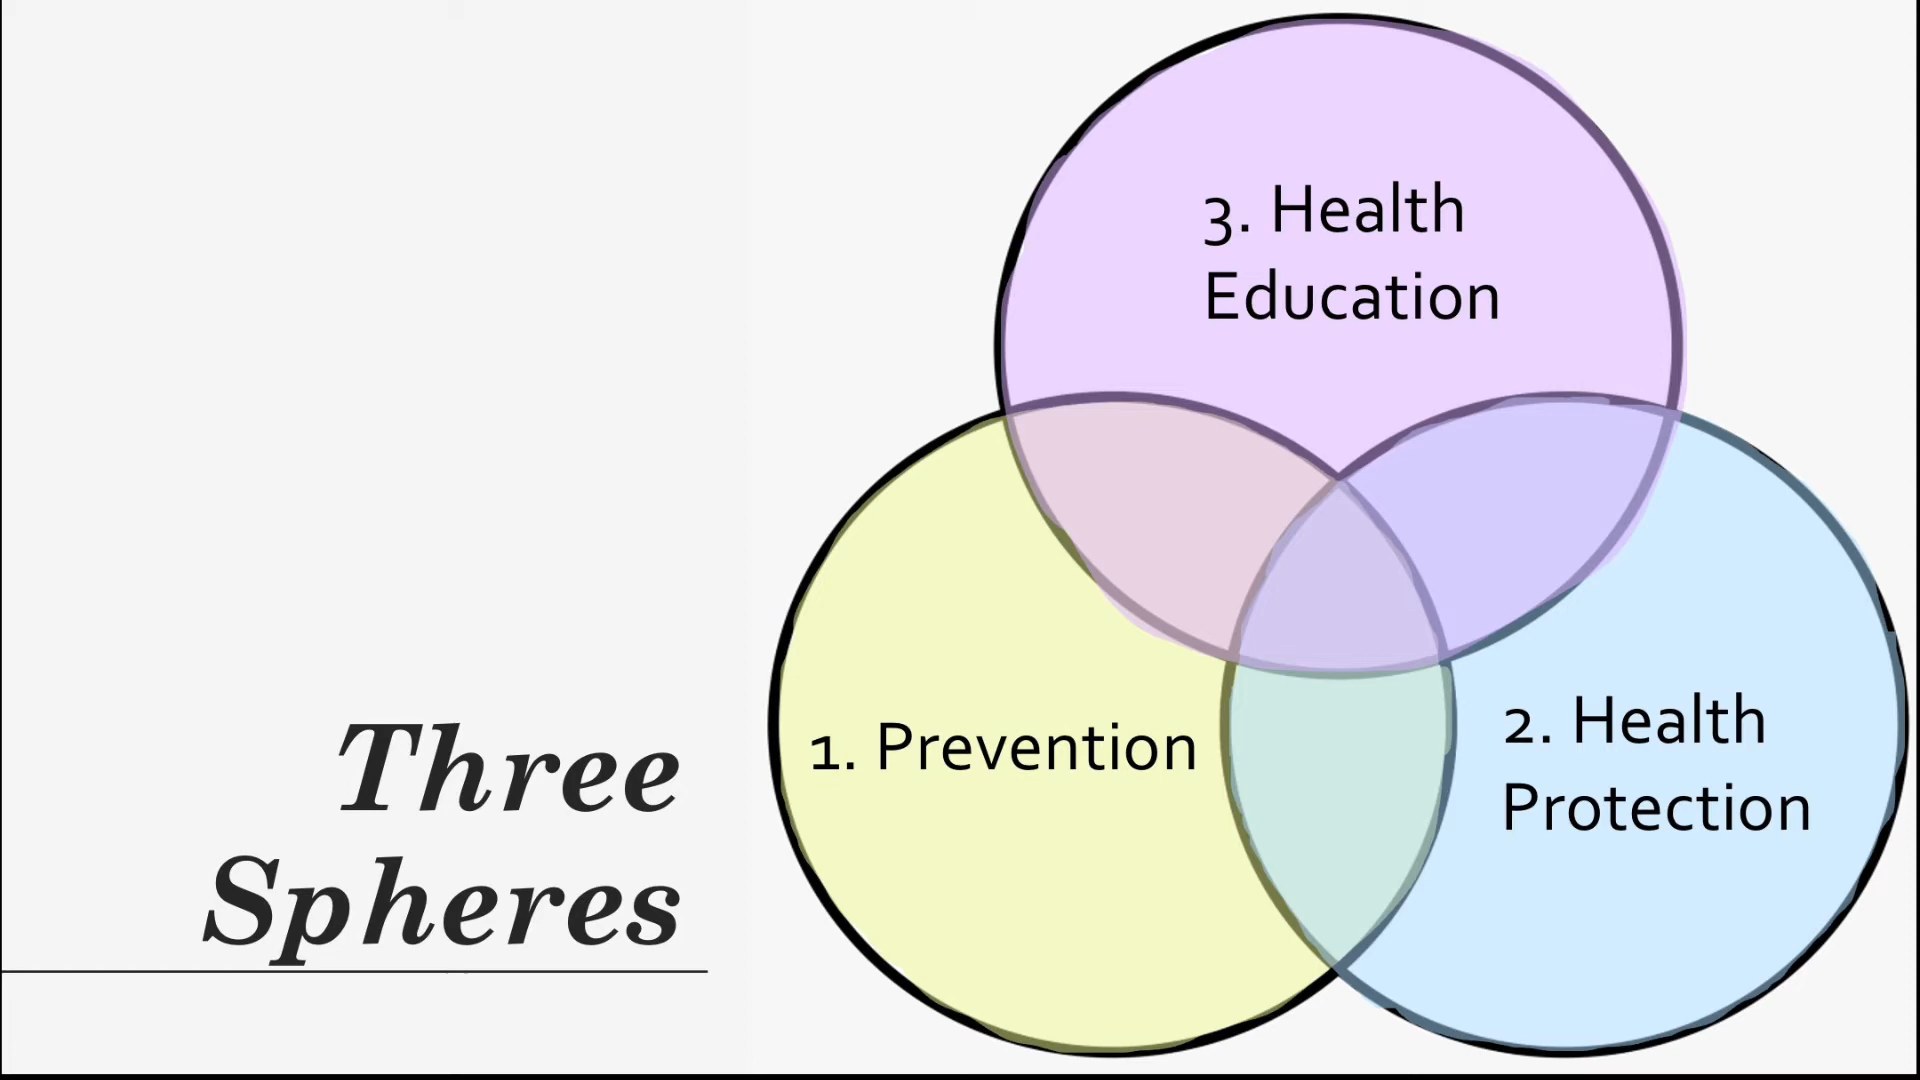 Three
Spheres
3. Health
Education
1. Prevention
2. Health
Protection